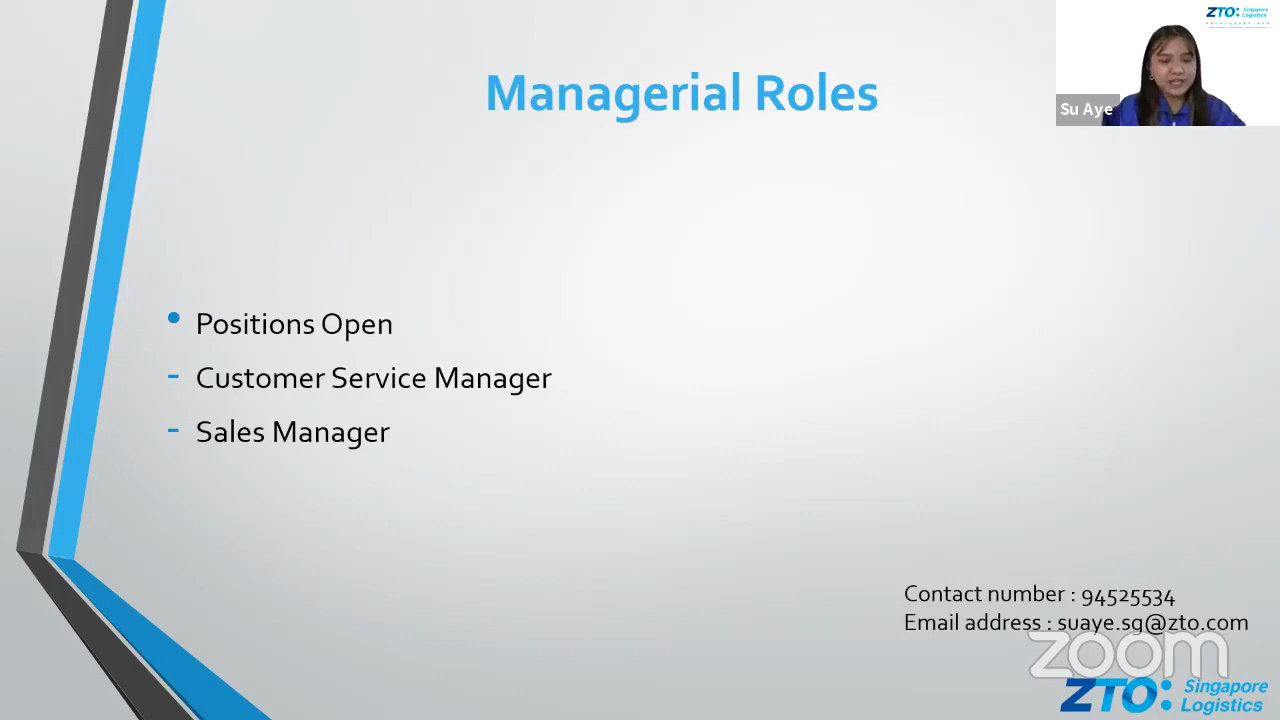 ZTO: Singapore Logistics
Su Aye
Managerial Roles
• Positions Open
- Customer Service Manager
- Sales Manager
Contact number : 94525534
Email address : suaye.sg@zto.com
zoom
ZTO: Singapore
Logistics